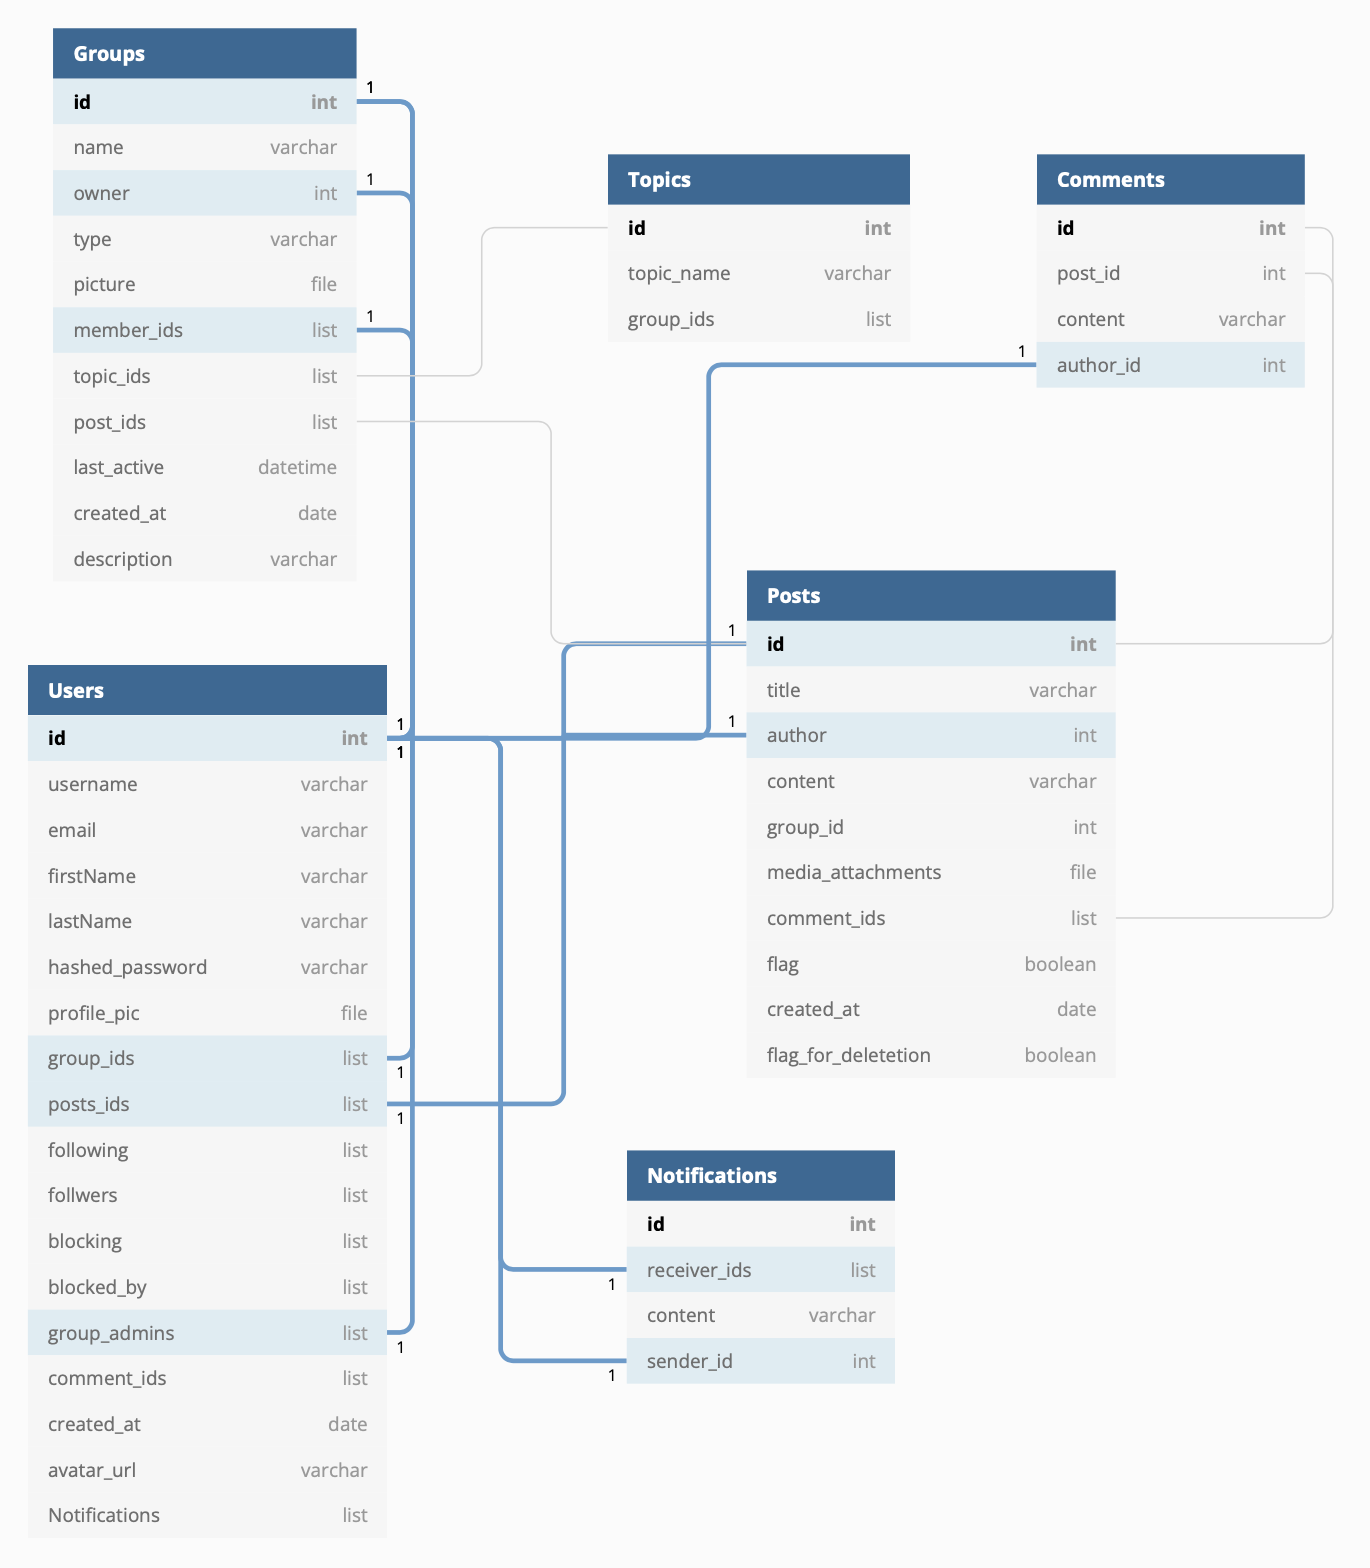 Groups
1
id int
name varchar
1
owner int
type varchar
picture file
1
member_ids list
topic_ids list
post_ids list
last_active datetime
created_at date
description varchar
Topics
id int
topic_name varchar
group_ids list
Comments
id int
post_id int
content varchar
1
author_id int
Users
1
id int
1
username varchar
email varchar
firstName varchar
lastName varchar
hashed_password varchar
profile_pic file
group_ids list
1
posts_ids list
1
following list
follwers list
blocking list
blocked_by list
group_admins list
1
comment_ids list
created_at date
avatar_url varchar
Notifications list
Posts
1
id int
title varchar
1
author int
content varchar
group_id int
media_attachments file
comment_ids list
flag boolean
created_at date
flag_for_deletetion boolean
Notifications
id int
receiver_ids list
1
content varchar
sender_id int
1